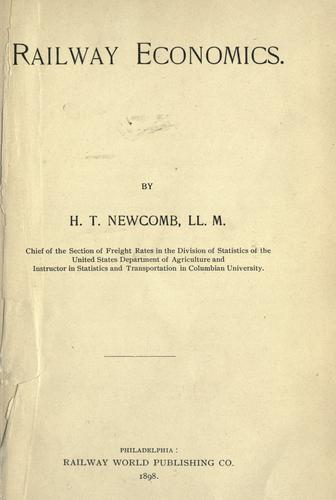 RAILWAY ECONOMICS.
BY
H. T. NEWCOMB, LL. M.
Chief of the Section of Freight Rates in the Division of Statistics of the
United States Department of Agriculture and
Instructor in Statistics and Transportation in Columbian University.
PHILADELPHIA:
RAILWAY WORLD PUBLISHING CO.
1898.